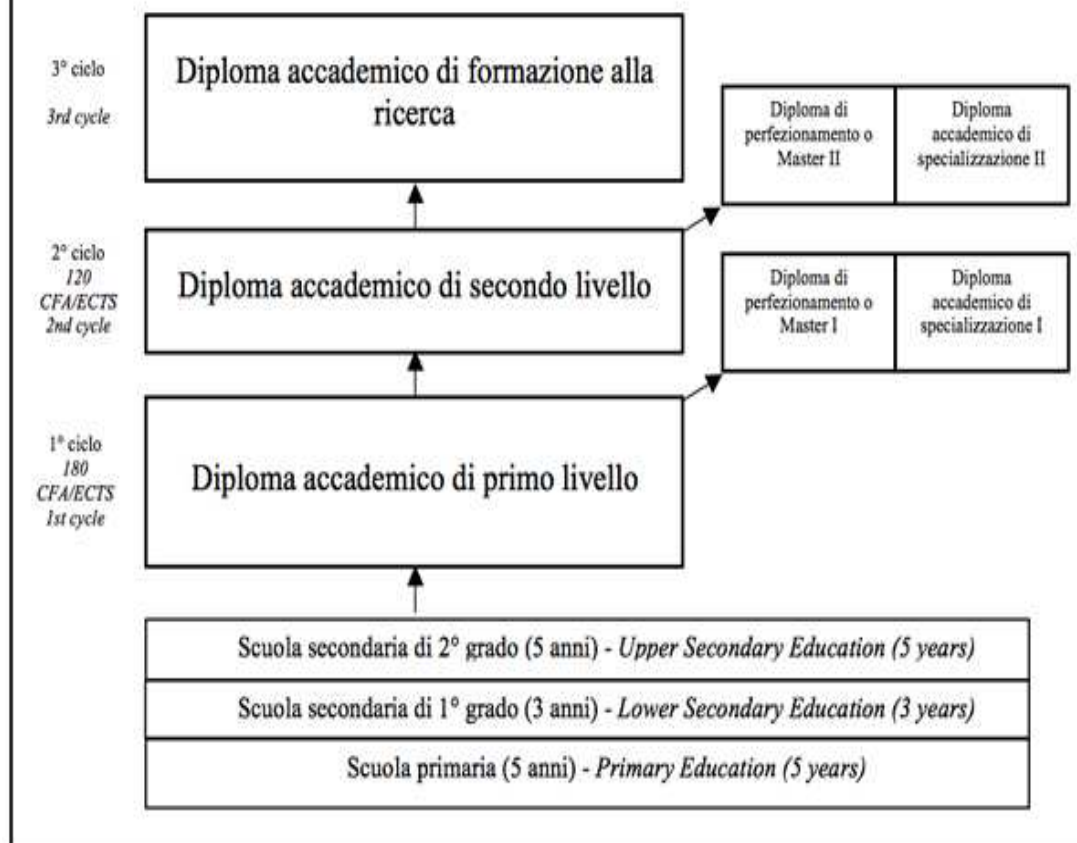 3° ciclo
3rd cycle
Diploma accademico di formazione alla
ricerca
Diploma di
perfezionamento o
Master II
Diploma
accademico di
specializzazione II
2° ciclo
120
CFA/ECTS
2nd cycle
Diploma accademico di secondo livello
Diploma di
perfezionamento o
Master I
Diploma
accademico di
specializzazione I
1° ciclo
180
CFA/ECTS
1st cycle
Diploma accademico di primo livello
Scuola secondaria di 2° grado (5 anni) - Upper Secondary Education (5 years)
Scuola secondaria di 1° grado (3 anni) - Lower Secondary Education (3 years)
Scuola primaria (5 anni) - Primary Education (5 years)